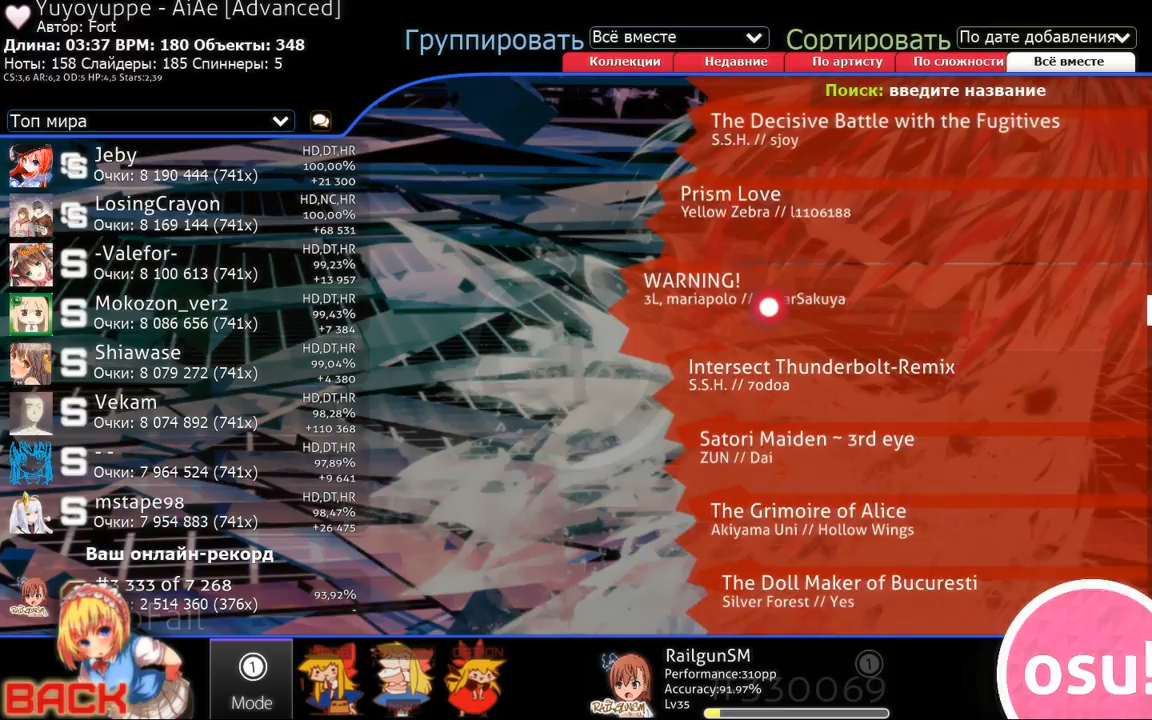 Yuyoyuppe - AiAe [Advanced]
Автор: Fort
Длина: 03:37 BPM: 180 Объекты: 348
Ноты: 158 Слайдеры: 185 Спиннеры: 5
CS:3,6 AR:6,2 OD:5 HP:4,5 Stars:2,39
Группировать
Всё вместе
Сортировать
По дате добавления
Коллекции
Недавние
По артисту
По сложности
Всё вместе
Поиск: введите название
Топ мира
Jeby
Очки: 8 190 444 (741x)
HD,DT,HR
100,00%
+21 300
LosingCrayon
Очки: 8 169 144 (741x)
HD,NC,HR
100,00%
+68 531
-Valefor-
Очки: 8 100 613 (741x)
HD,DT,HR
99,23%
+13 957
Mokozon_ver2
Очки: 8 086 656 (741x)
HD,DT,HR
99,43%
+7 384
Shiawase
Очки: 8 079 272 (741x)
HD,DT,HR
99,04%
+4 380
Vekam
Очки: 8 074 892 (741x)
HD,DT,HR
98,28%
+110 368
- -
Очки: 7 964 524 (741x)
HD,DT,HR
97,89%
+9 641
mstape98
Очки: 7 954 883 (741x)
HD,DT,HR
98,47%
+26 475
Ваш онлайн-рекорд
333 of 7 268
2 514 360 (376x)
93,92%
-
The Decisive Battle with the Fugitives
S.S.H. // sjoy
Prism Love
Yellow Zebra // l1106188
WARNING!
3L, mariapolo //
Intersect Thunderbolt-Remix
S.S.H. // 7odoa
Satori Maiden ~ 3rd eye
ZUN // Dai
The Grimoire of Alice
Akiyama Uni // Hollow Wings
The Doll Maker of Bucuresti
Silver Forest // Yes
BACK
1
Mode
RailgunSM
Performance:310pp
Accuracy:91.97%
Lv35
1
30069
osu!